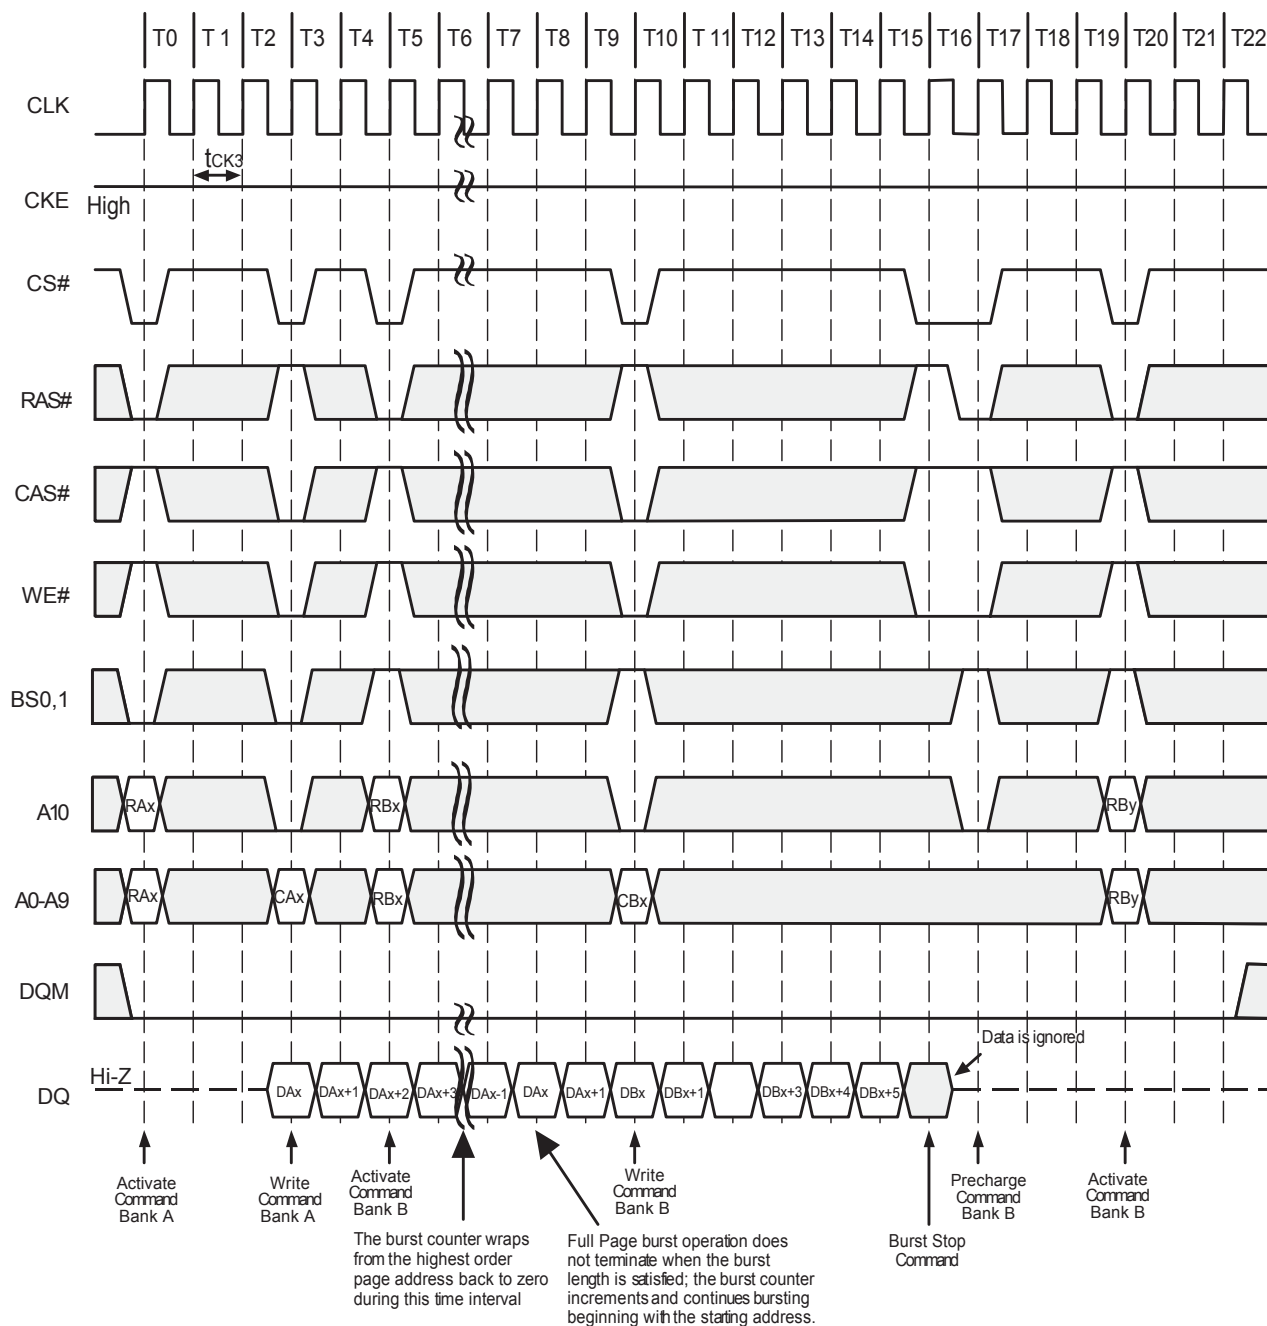 T0 T 1 T2 T3 T4 T5 T6 T7 T8 T9 T10 T 11 T12 T13 T14 T15 T16 T17 T18 T19 T20 T21 T22
CLK
tCK3
CKE High
CS#
RAS#
CAS#
WE#
BS0,1
A10 RAx RBx RBy
A0-A9 RAx CAx RBx CBx RBy
DQM
Data is ignored
Hi-Z
DQ DAx DAx+1 DAx+2 DAx+3 DAx-1 DAx DAx+1 DBx DBx+1 DBx+3 DBx+4 DBx+5
Activate
Command
Bank A
Write
Command
Bank A
Activate
Command
Bank B
The burst counter wraps
from the highest order
page address back to zero
during this time interval
Full Page burst operation does
not terminate when the burst
length is satisfied; the burst counter
increments and continues bursting
beginning with the starting address.
Write
Command
Bank B
Burst Stop
Command
Precharge
Command
Bank B
Activate
Command
Bank B